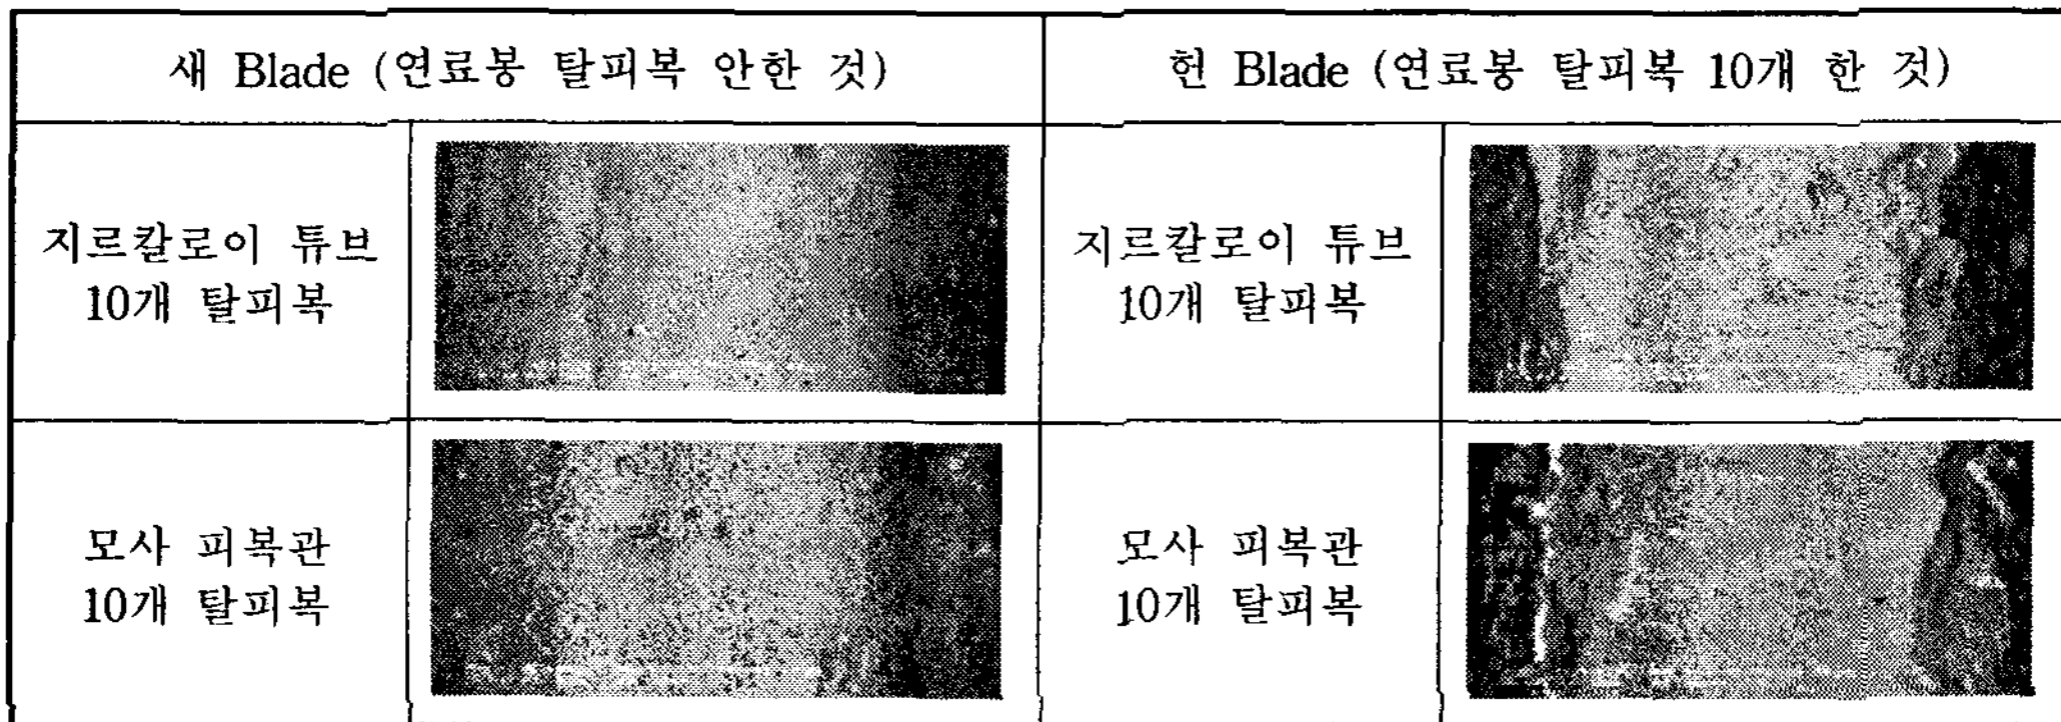 새 Blade (연료봉 탈피복 안한 것)
헌 Blade (연료봉 탈피복 10개 한 것)
지르칼로이 튜브
10개 탈피복
지르칼로이 튜브
10개 탈피복
모사 피복관
10개 탈피복
모사 피복관
10개 탈피복